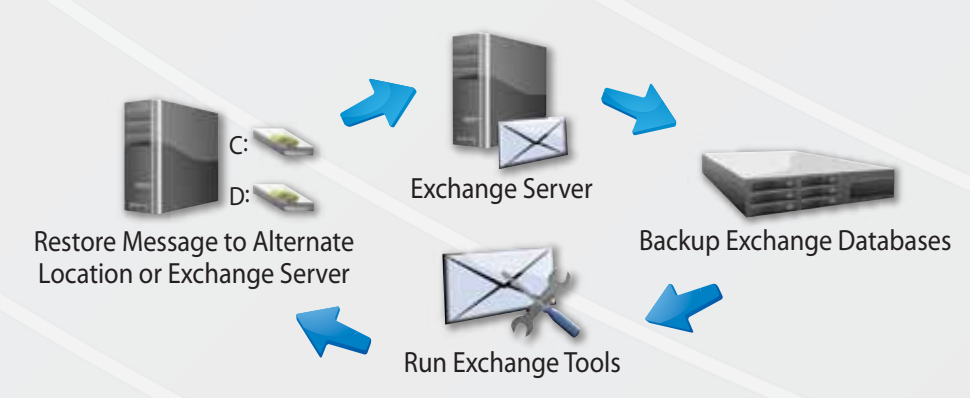 Exchange Server
Backup Exchange Databases
Run Exchange Tools
C:
D:
Restore Message to Alternate
Location or Exchange Server